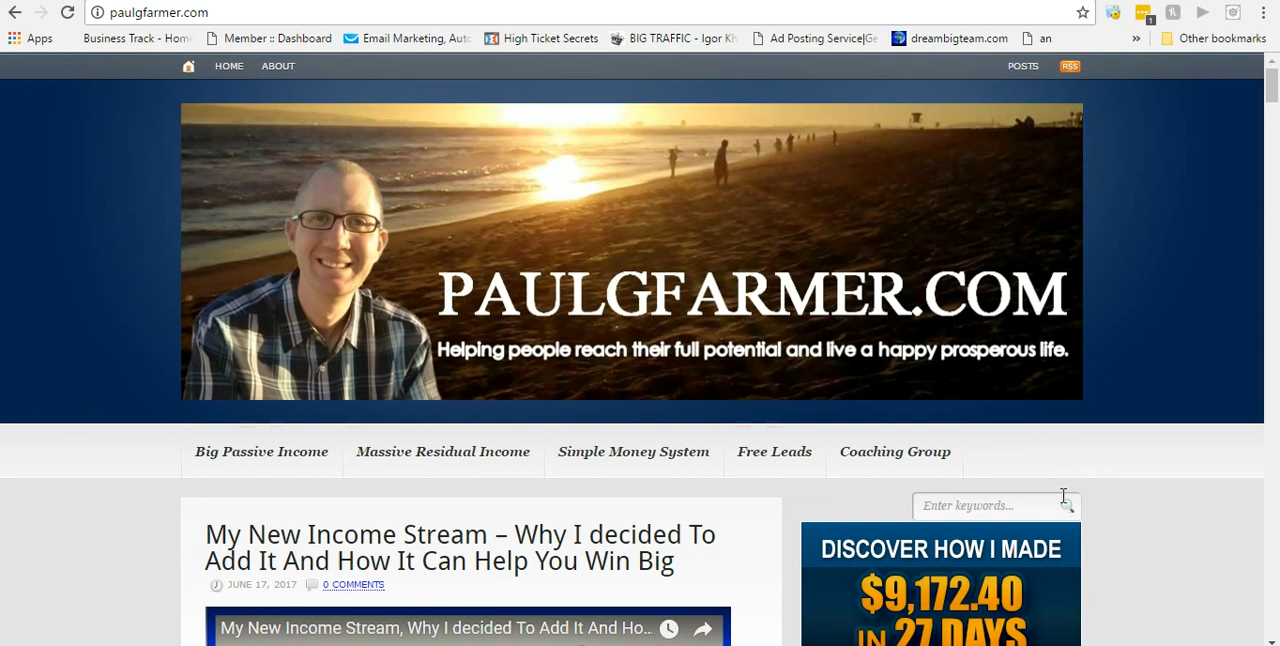 paulgfarmer.com
Apps
Business Track - Hom
Member :: Dashboard
Email Marketing, Auto
High Ticket Secrets
BIG TRAFFIC - Igor Kh
Ad Posting Service|Ge
dreambigteam.com
an
»
Other bookmarks
1
HOME
ABOUT
POSTS
RSS
PAULGFARMER.COM
Helping people reach their full potential and live a happy prosperous life.
Big Passive Income
Massive Residual Income
Simple Money System
Free Leads
Coaching Group
Enter keywords...
My New Income Stream – Why I decided To
Add It And How It Can Help You Win Big
JUNE 17, 2017
0 COMMENTS
My New Income Stream, Why I decided To Add It And Ho...
DISCOVER HOW I MADE
$9,172.40
IN 27 DAYS